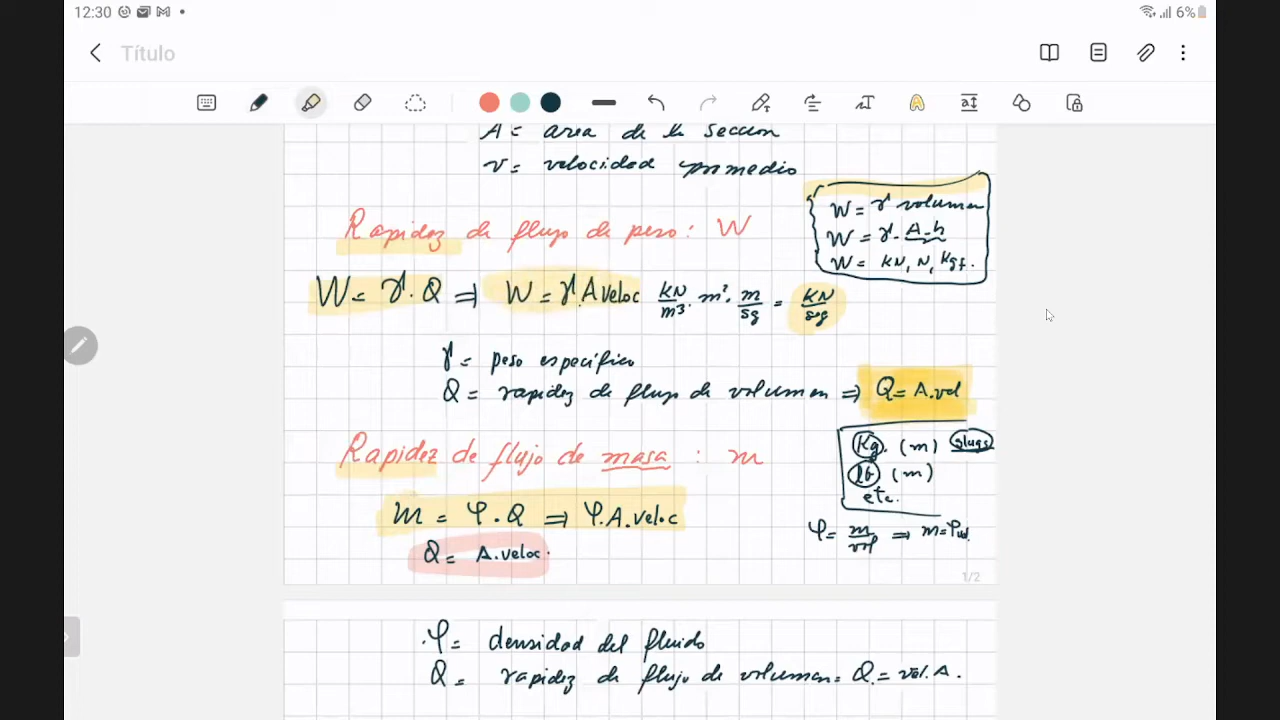 12:30
6%
Título
A = area de la sección
v = velocidad promedio
Rapidez de flujo de peso: W
W = γ volumen
W = γ. A.h
W = KN, N, Kgf.
W = γ. Q ⇒ W = γ. A veloc KN/m³. m². m/sg = KN/seg
γ = peso específico
Q = rapidez de flujo de volumen ⇒ Q = A.vel
Rapidez de flujo de masa : m
Kg. (m) slugs
lb (m)
etc.
m = φ. Q ⇒ φ. A. veloc
Q = A.veloc.
φ = m/vol ⇒ m = φ.vol.
1/2
φ = densidad del fluido
Q = rapidez de flujo de volumen = Q = vel. A.